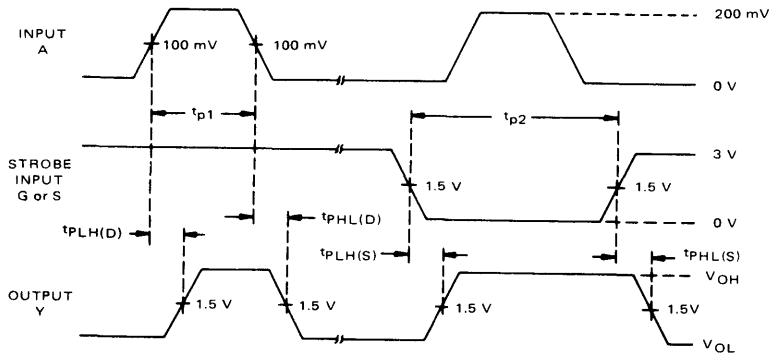 INPUT
A
100 mV
100 mV
200 mV
0 V
tp1
tp2
STROBE
INPUT
G or S
3 V
1.5 V
1.5 V
0 V
tPLH(D)
tPHL(D)
tPLH(S)
tPHL(S)
OUTPUT
Y
1.5 V
1.5 V
1.5 V
1.5V
VOH
VOL